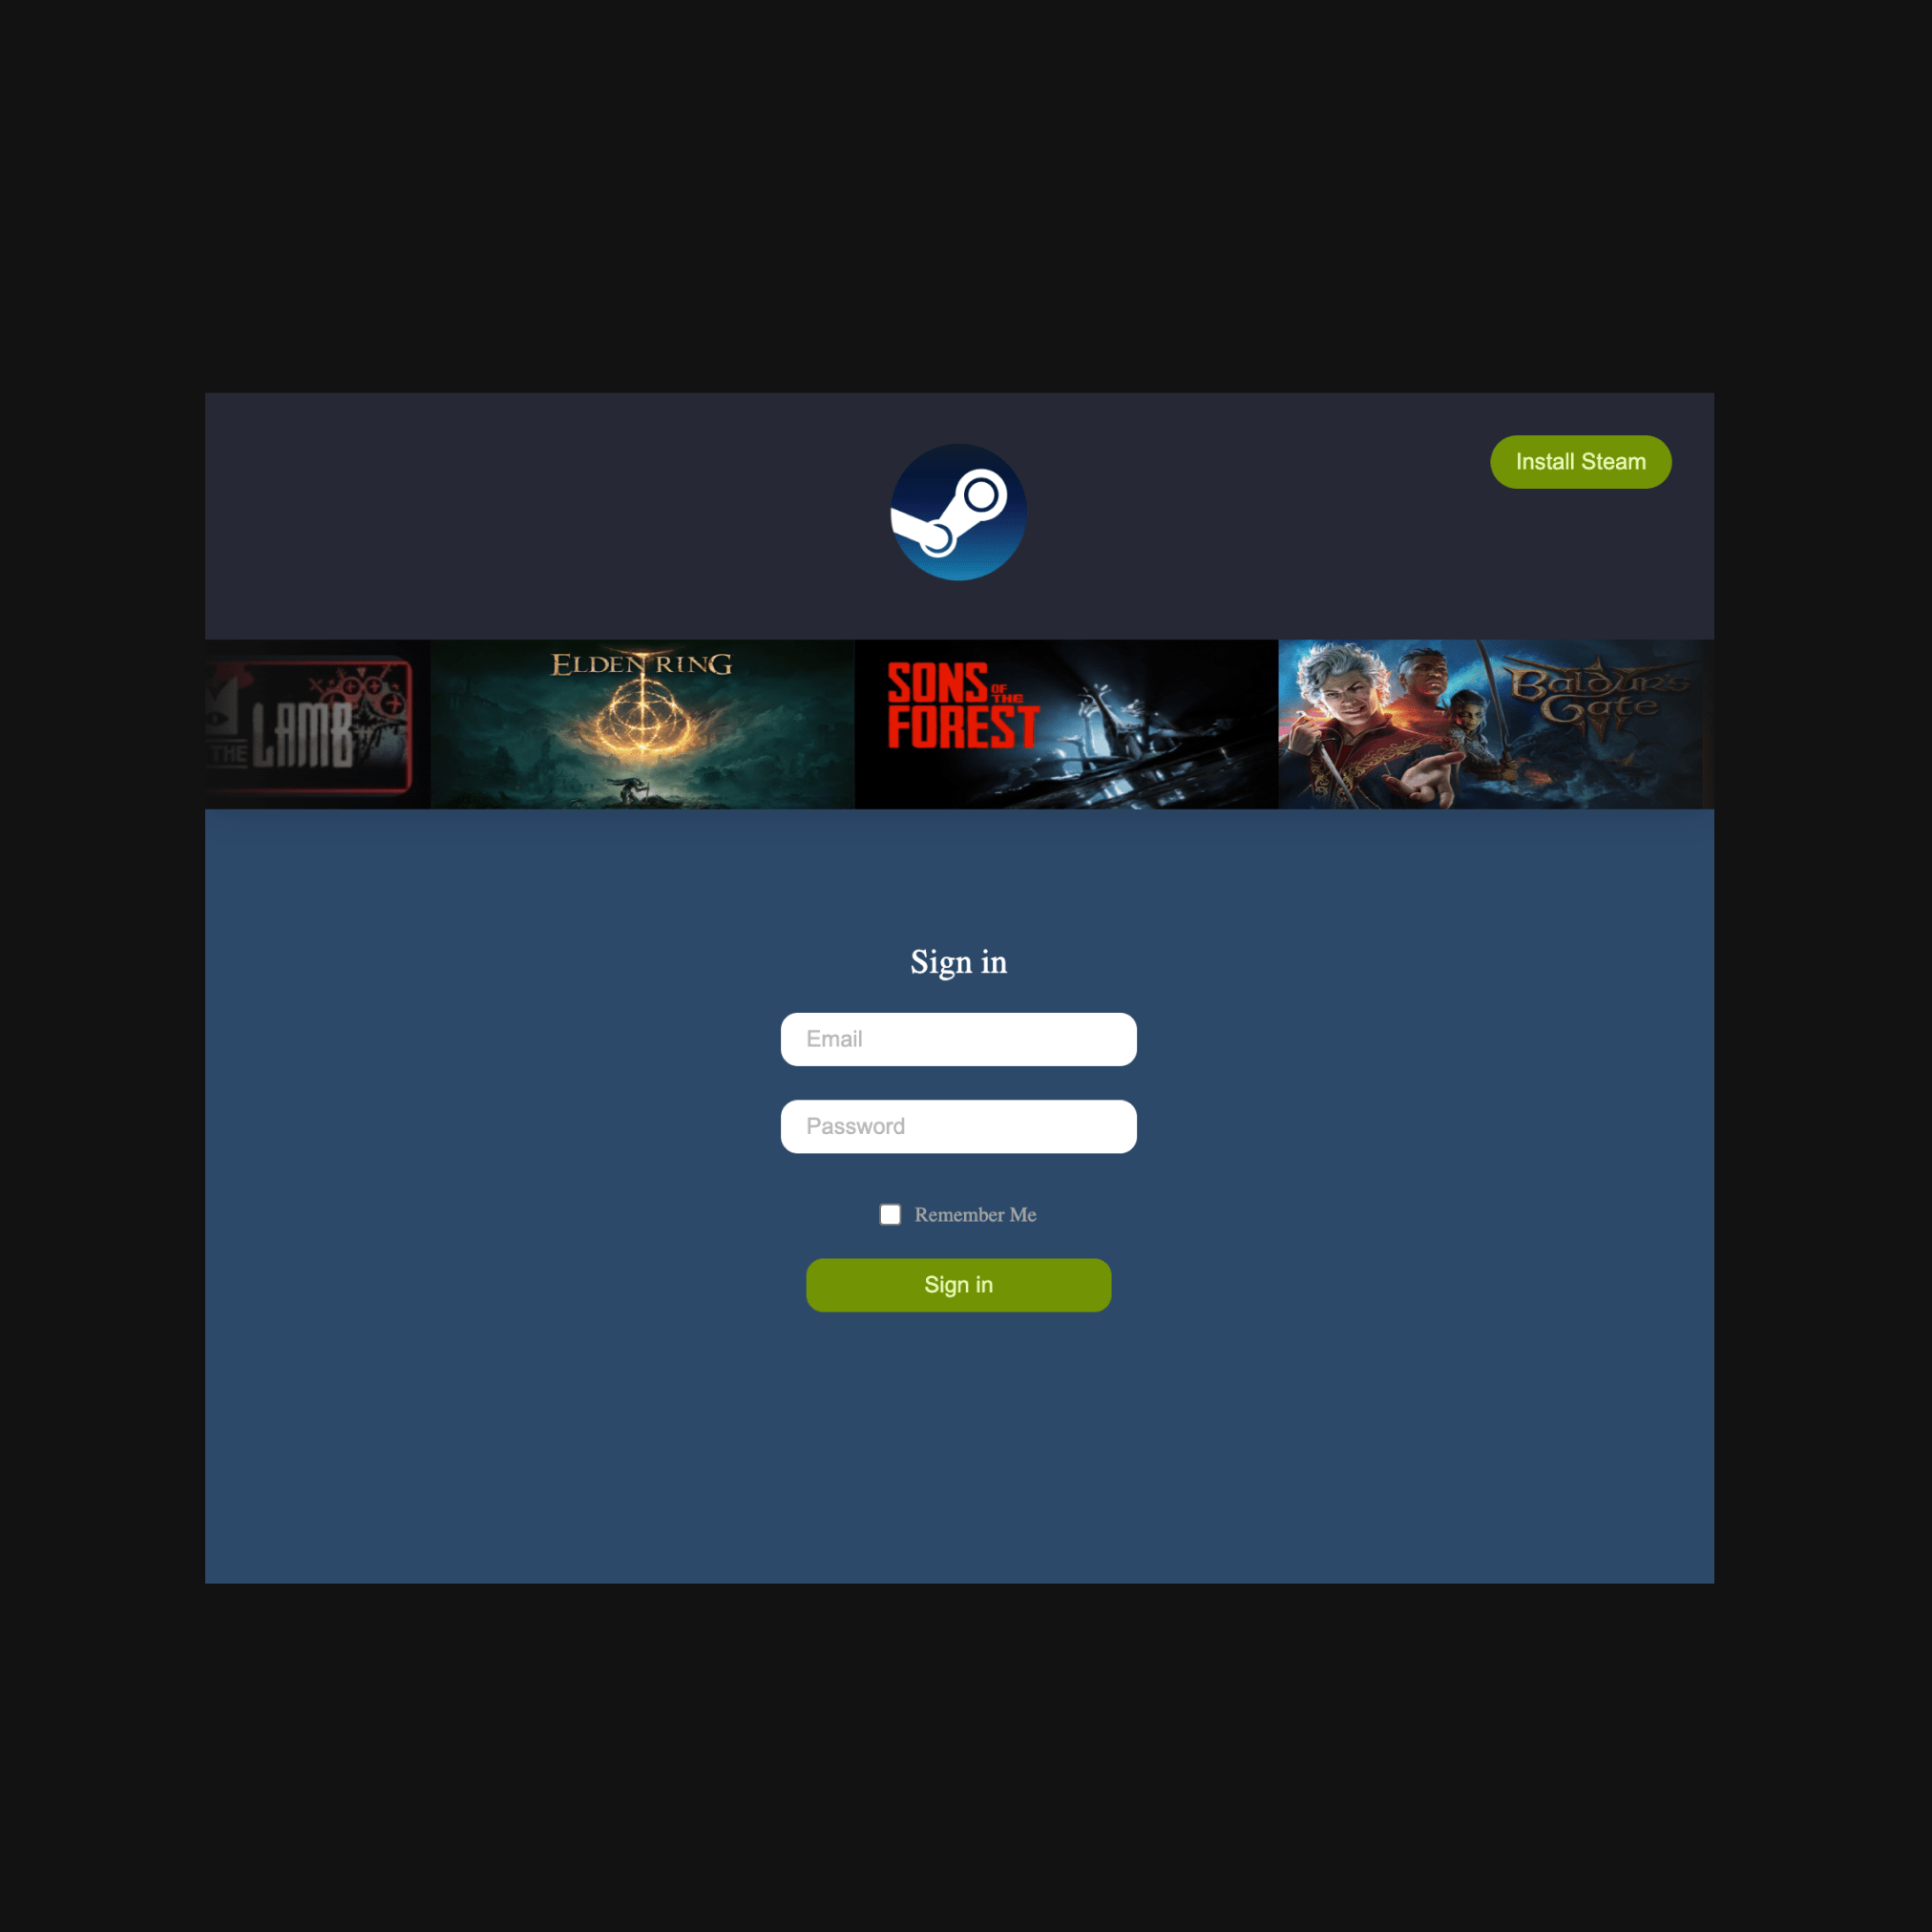 Install Steam
THE LAMB
ELDEN RING
SONS OF THE FOREST
Baldur's Gate
Sign in
Email
Password
Remember Me
Sign in